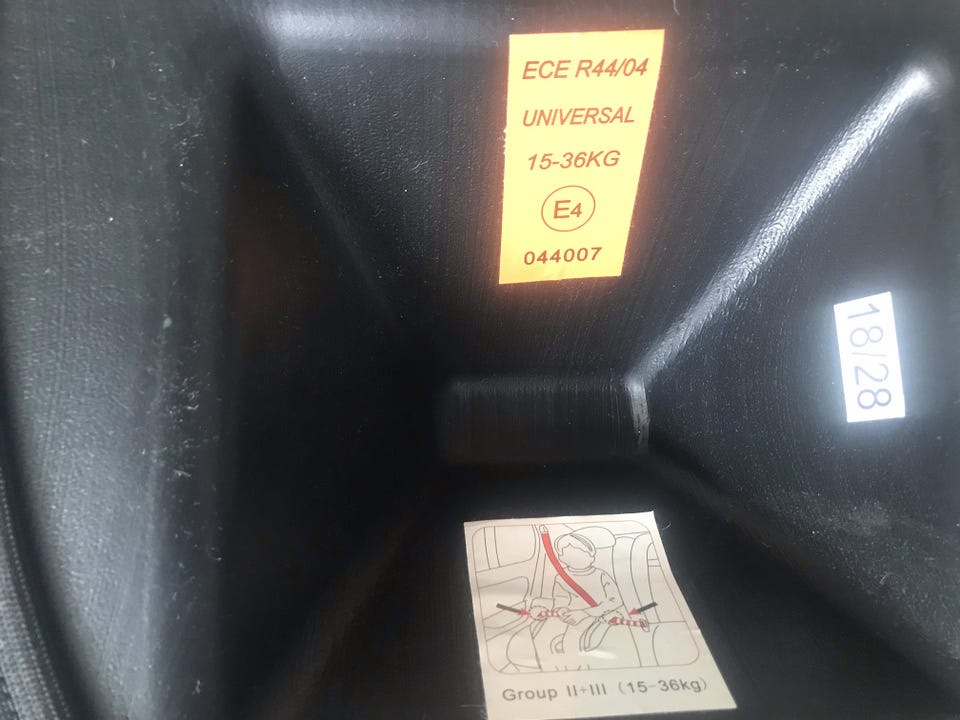 ECE R44/04
UNIVERSAL
15-36KG
E4
044007
18/28
Group II+III (15-36kg)